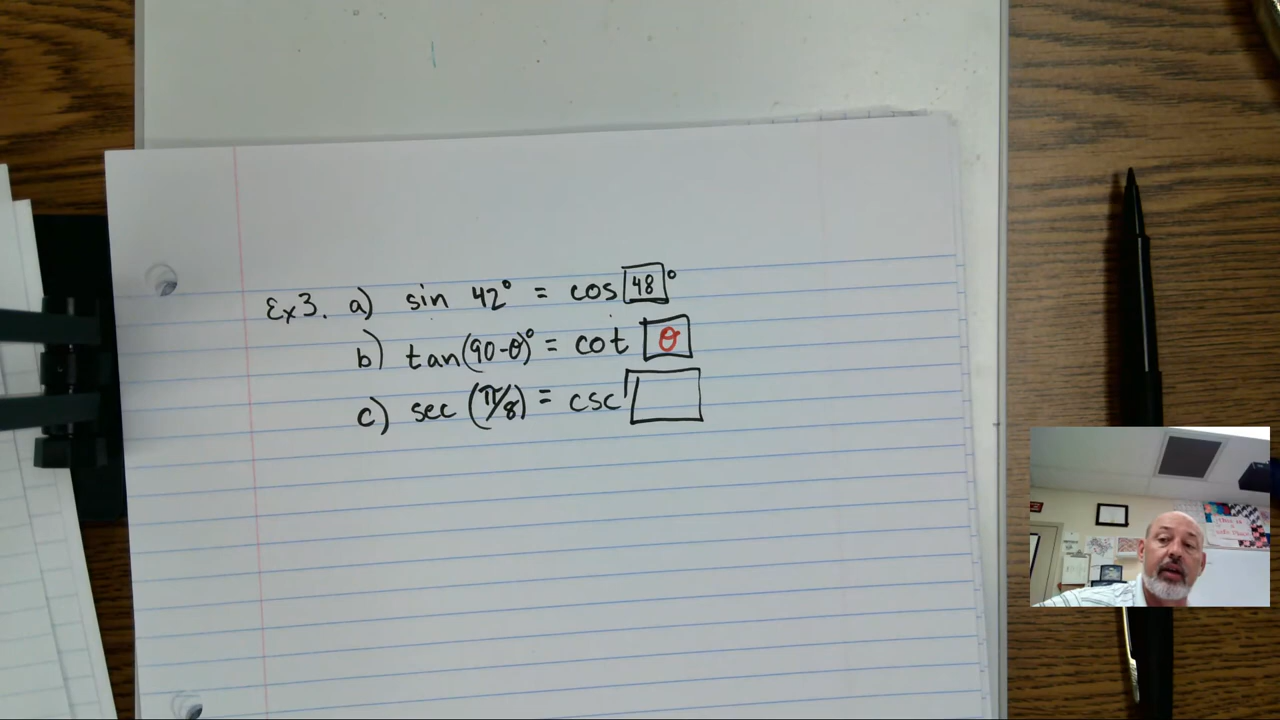 Ex3. a) sin 42° = cos 48°
b) tan(90-θ)° = cot θ
c) sec (π/8) = csc